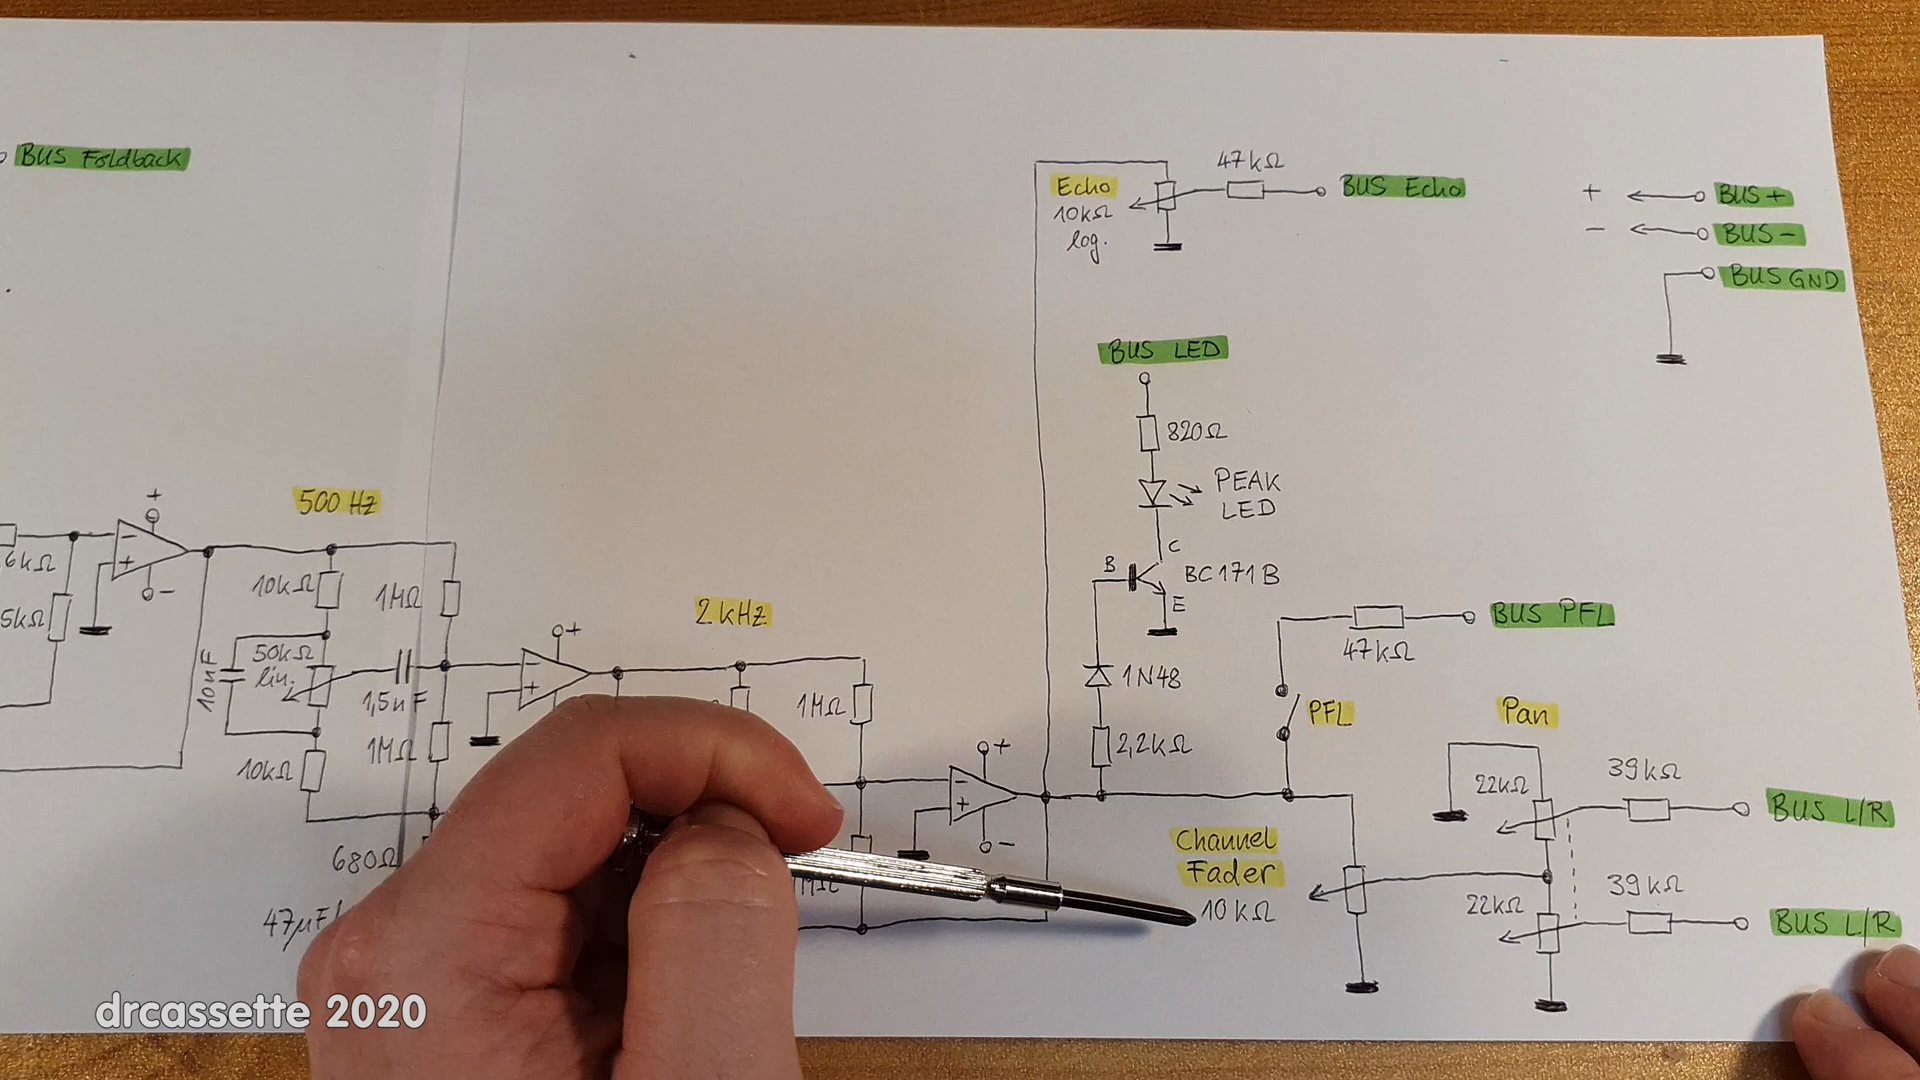 BUS Foldback
47kΩ
Echo
10kΩ
log.
BUS Echo
+
BUS+
-
BUS-
BUS GND
BUS LED
820Ω
PEAK
LED
C
B
BC171B
E
1N48
2,2kΩ
BUS PFL
47kΩ
PFL
Pan
500 Hz
+
-
+
-
6kΩ
5kΩ
10kΩ
1MΩ
50kΩ
lin.
10nF
1,5nF
1MΩ
10kΩ
680Ω
47µF
+
-
+
2kHz
1MΩ
1MΩ
+
-
+
-
Channel
Fader
10kΩ
22kΩ
39kΩ
BUS L/R
22kΩ
39kΩ
BUS L/R
drcassette 2020